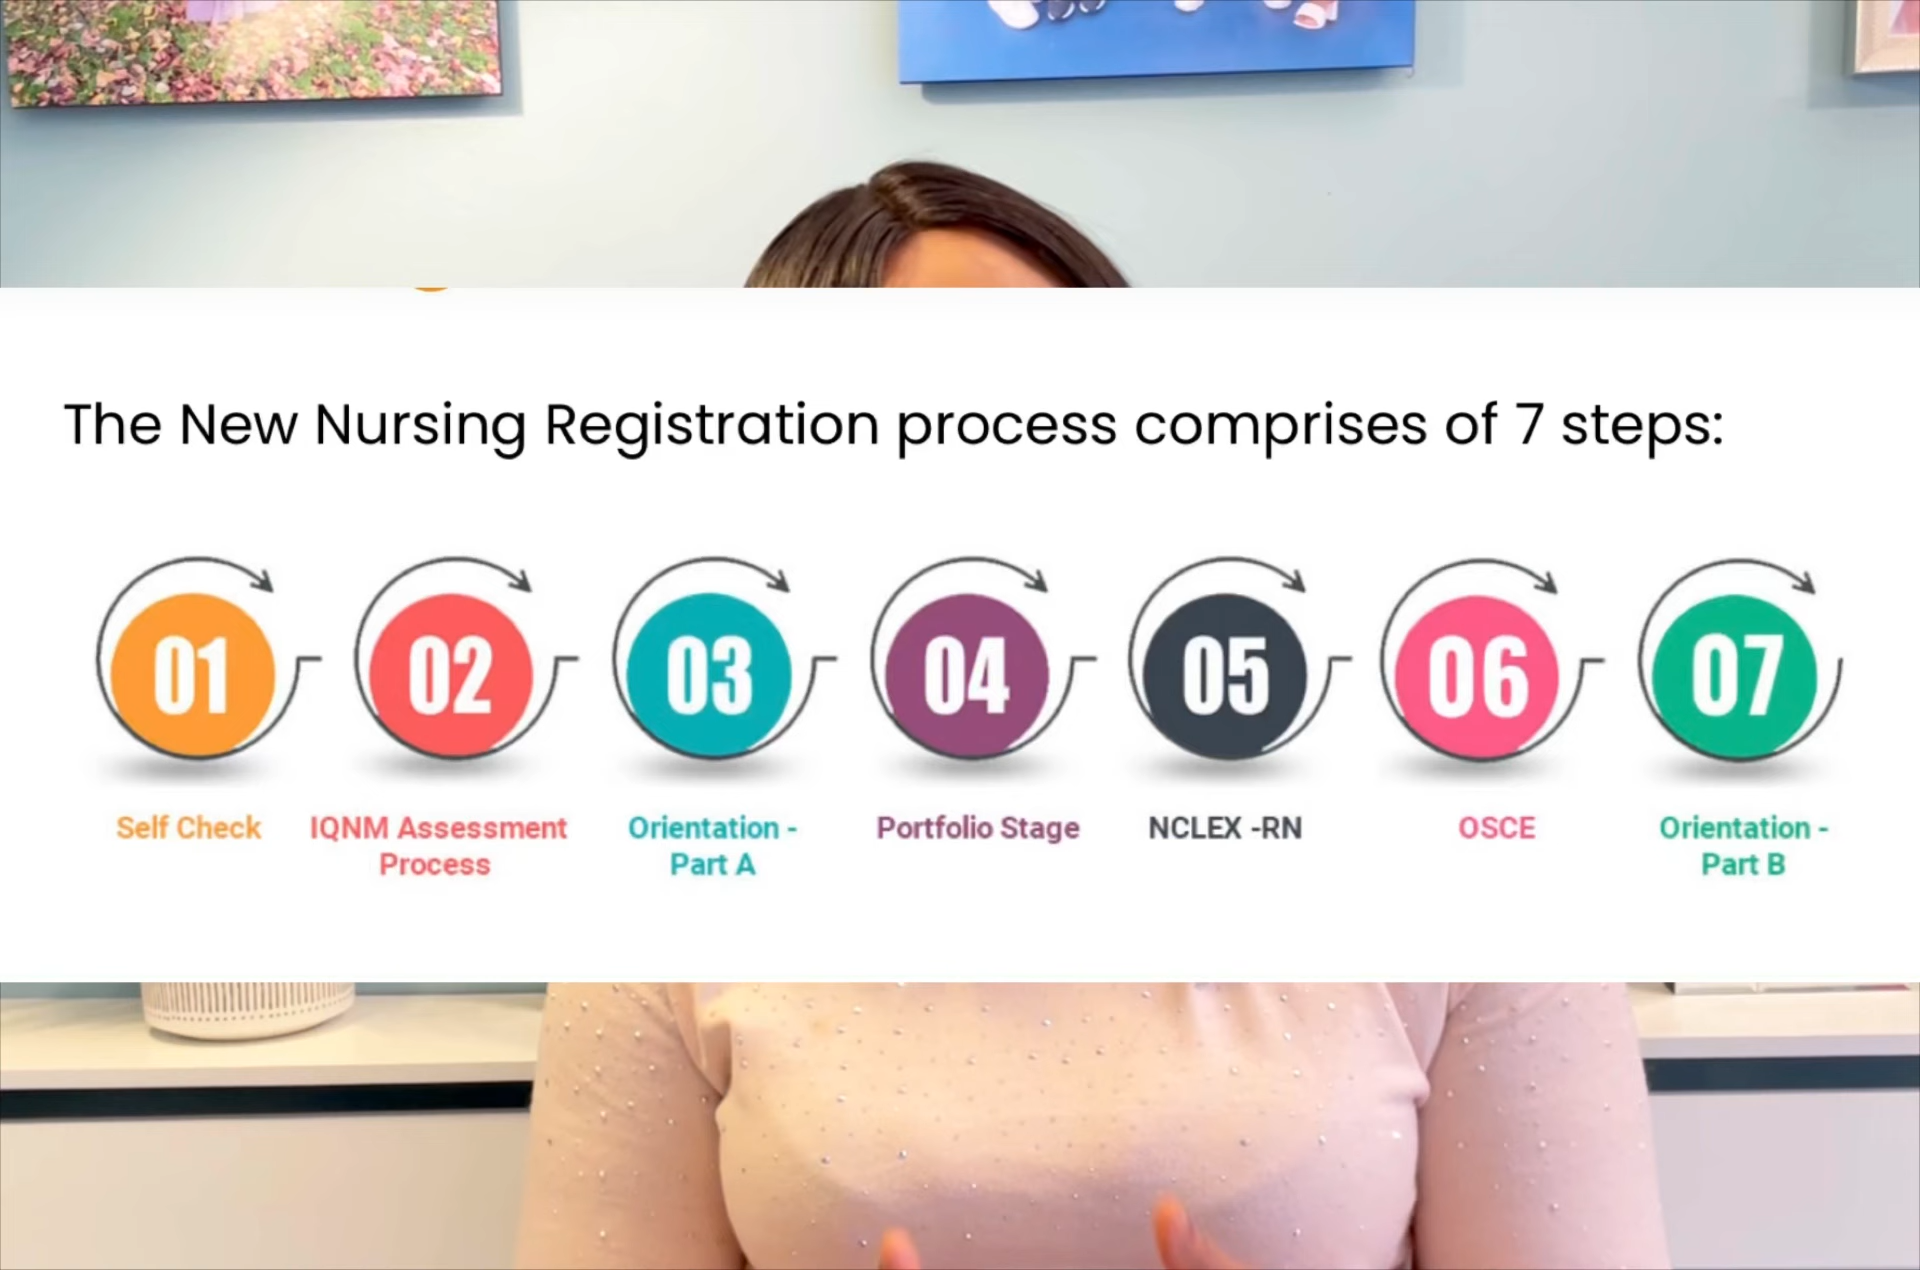 The New Nursing Registration process comprises of 7 steps:
01 02 03 04 05 06 07
Self Check
IQNM Assessment
Process
Orientation -
Part A
Portfolio Stage
NCLEX -RN
OSCE
Orientation -
Part B